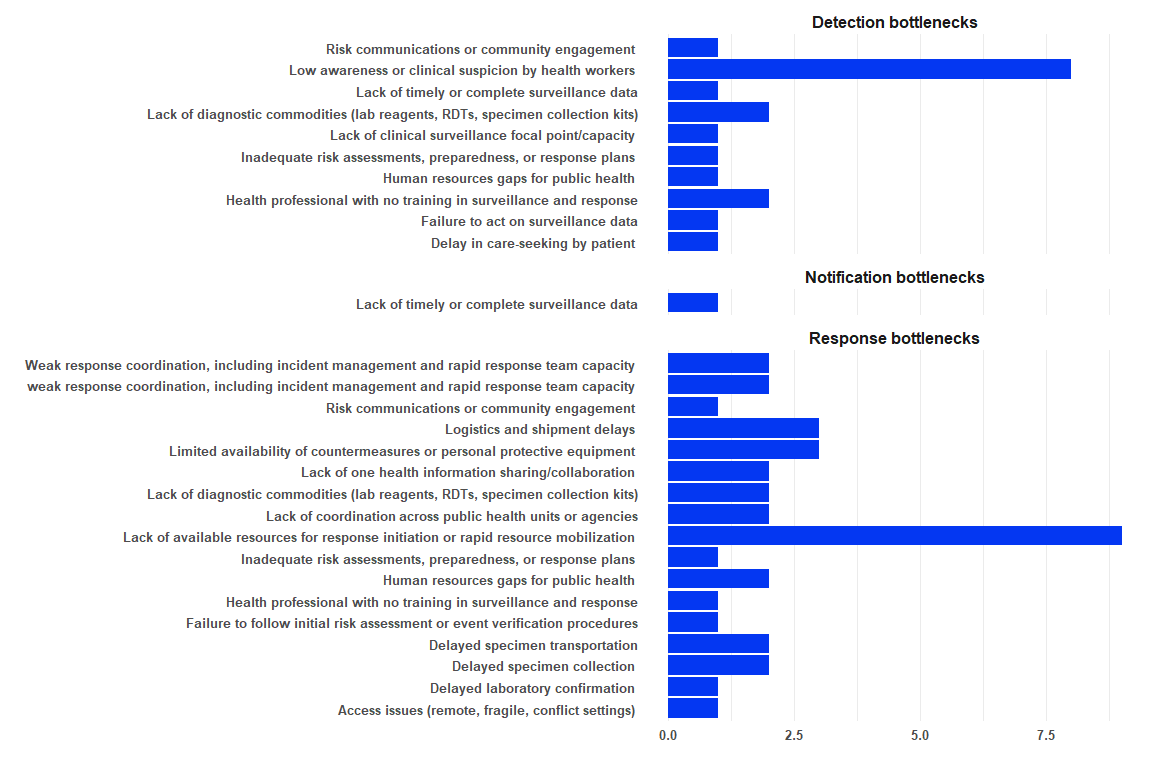 Detection bottlenecks
Risk communications or community engagement
Low awareness or clinical suspicion by health workers
Lack of timely or complete surveillance data
Lack of diagnostic commodities (lab reagents, RDTs, specimen collection kits)
Lack of clinical surveillance focal point/capacity
Inadequate risk assessments, preparedness, or response plans
Human resources gaps for public health
Health professional with no training in surveillance and response
Failure to act on surveillance data
Delay in care-seeking by patient
Notification bottlenecks
Lack of timely or complete surveillance data
Response bottlenecks
Weak response coordination, including incident management and rapid response team capacity
weak response coordination, including incident management and rapid response team capacity
Risk communications or community engagement
Logistics and shipment delays
Limited availability of countermeasures or personal protective equipment
Lack of one health information sharing/collaboration
Lack of diagnostic commodities (lab reagents, RDTs, specimen collection kits)
Lack of coordination across public health units or agencies
Lack of available resources for response initiation or rapid resource mobilization
Inadequate risk assessments, preparedness, or response plans
Human resources gaps for public health
Health professional with no training in surveillance and response
Failure to follow initial risk assessment or event verification procedures
Delayed specimen transportation
Delayed specimen collection
Delayed laboratory confirmation
Access issues (remote, fragile, conflict settings)
0.0 2.5 5.0 7.5